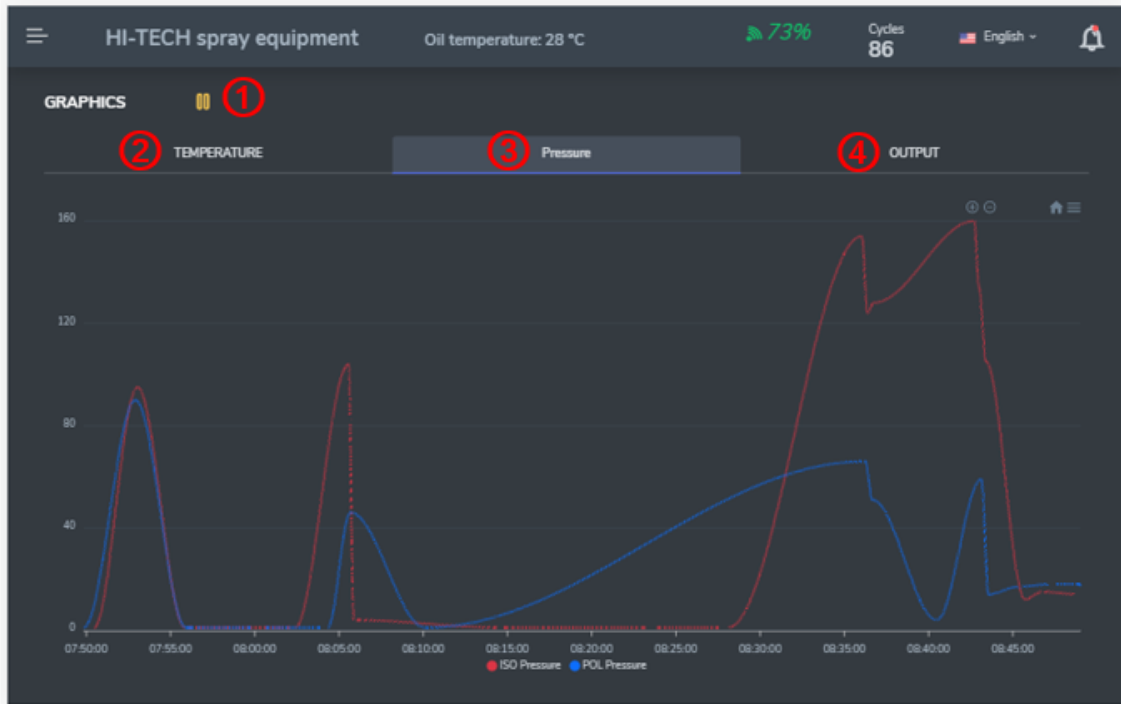 HI-TECH spray equipment Oil temperature: 28 °C 73% Cycles 86 English
GRAPHICS 1
2 TEMPERATURE 3 Pressure 4 OUTPUT
160
120
80
40
0
07:50:00 07:55:00 08:00:00 08:05:00 08:10:00 08:15:00 08:20:00 08:25:00 08:30:00 08:35:00 08:40:00 08:45:00
ISO Pressure POL Pressure